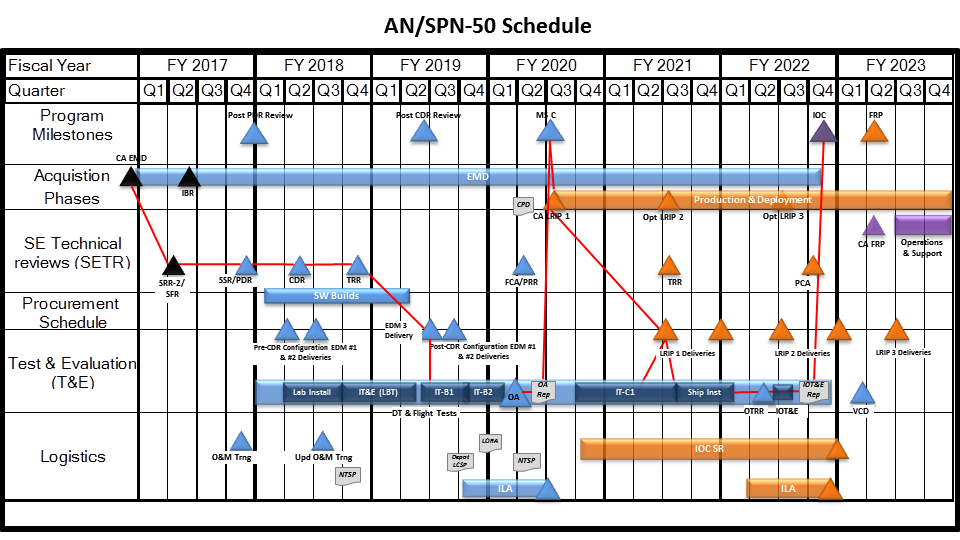 AN/SPN-50 Schedule
Fiscal Year FY 2017 FY 2018 FY 2019 FY 2020 FY 2021 FY 2022 FY 2023
Quarter Q1 Q2 Q3 Q4 Q1 Q2 Q3 Q4 Q1 Q2 Q3 Q4 Q1 Q2 Q3 Q4 Q1 Q2 Q3 Q4 Q1 Q2 Q3 Q4 Q1 Q2 Q3 Q4
Program
Milestones
Post PDR Review Post CDR Review MS C IOC FRP
CA EMD
Acquistion
Phases
EMD
IBR
Production & Deployment
CPD
CA LRIP 1 Opt LRIP 2 Opt LRIP 3
CA FRP
Operations
& Support
SE Technical
reviews (SETR)
SRR-2/
SFR
SSR/PDR CDR TRR FCA/PRR TRR PCA
Procurement
Schedule
SW Builds
EDM 3
Delivery
Pre-CDR Configuration EDM #1
& #2 Deliveries
Post-CDR Configuration EDM #1
& #2 Deliveries
LRIP 1 Deliveries LRIP 2 Deliveries LRIP 3 Deliveries
Test & Evaluation
(T&E)
Lab Install IT&E (LBT) IT-B1 IT-B2 OA
OA
Rep
IT-C1 Ship Inst
IOT&E
Rep
DT & Flight Tests
OTRR IOT&E VCD
Logistics
O&M Trng Upd O&M Trng
NTSP
Depot
LCSP
LORA
NTSP
IOC SR
ILA ILA